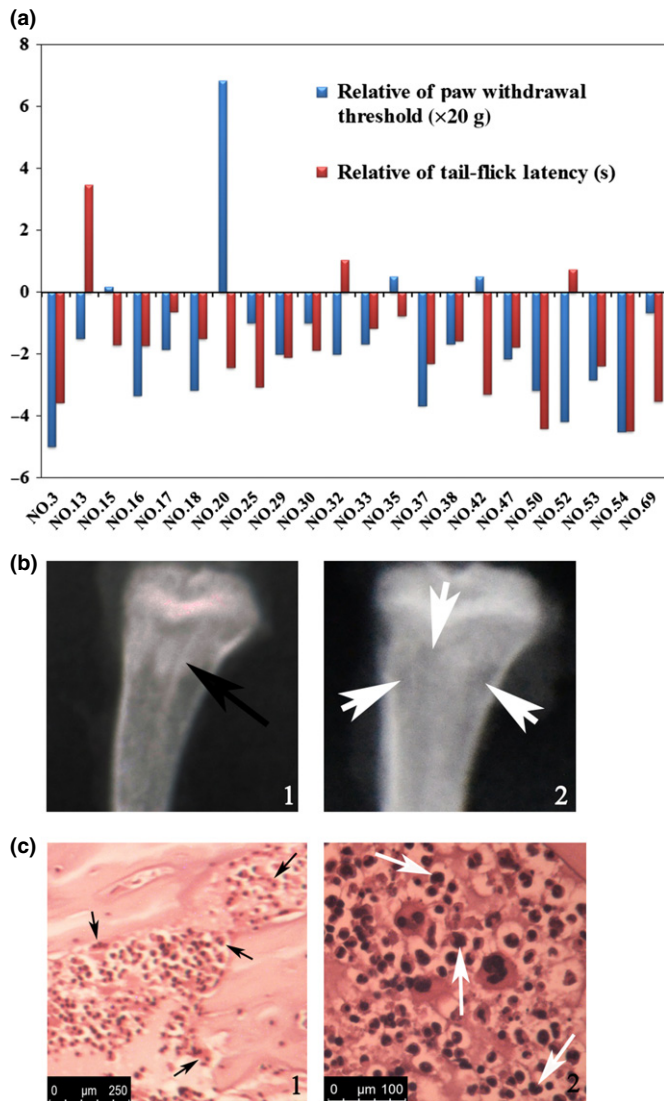 (a)
8
6
4
2
0
−2
−4
−6
Relative of paw withdrawal
threshold (×20 g)
Relative of tail-flick latency (s)
NO.3 NO.13 NO.15 NO.16 NO.17 NO.18 NO.20 NO.25 NO.29 NO.30 NO.32 NO.33 NO.35 NO.37 NO.38 NO.42 NO.47 NO.50 NO.52 NO.53 NO.54 NO.69
(b)
1
2
(c)
0 µm 250
1
0 µm 100
2